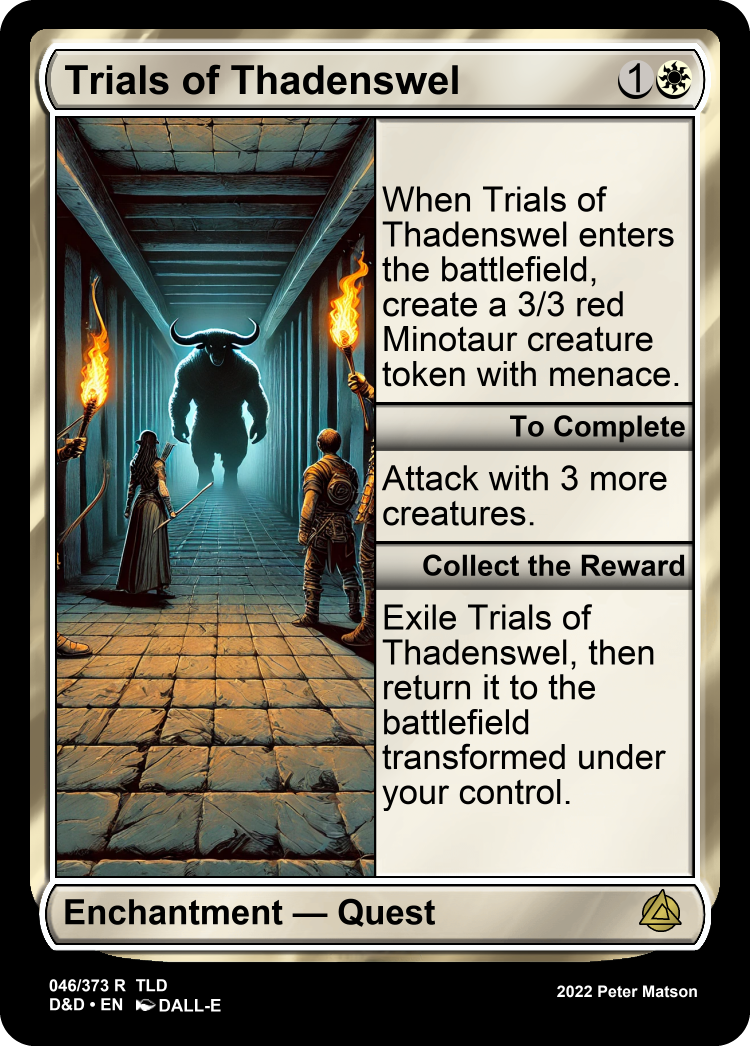 Trials of Thadenswel 1
When Trials of
Thadenswel enters
the battlefield,
create a 3/3 red
Minotaur creature
token with menace.
To Complete
Attack with 3 more
creatures.
Collect the Reward
Exile Trials of
Thadenswel, then
return it to the
battlefield
transformed under
your control.
Enchantment — Quest
046/373 R TLD
D&D • EN DALL-E
2022 Peter Matson